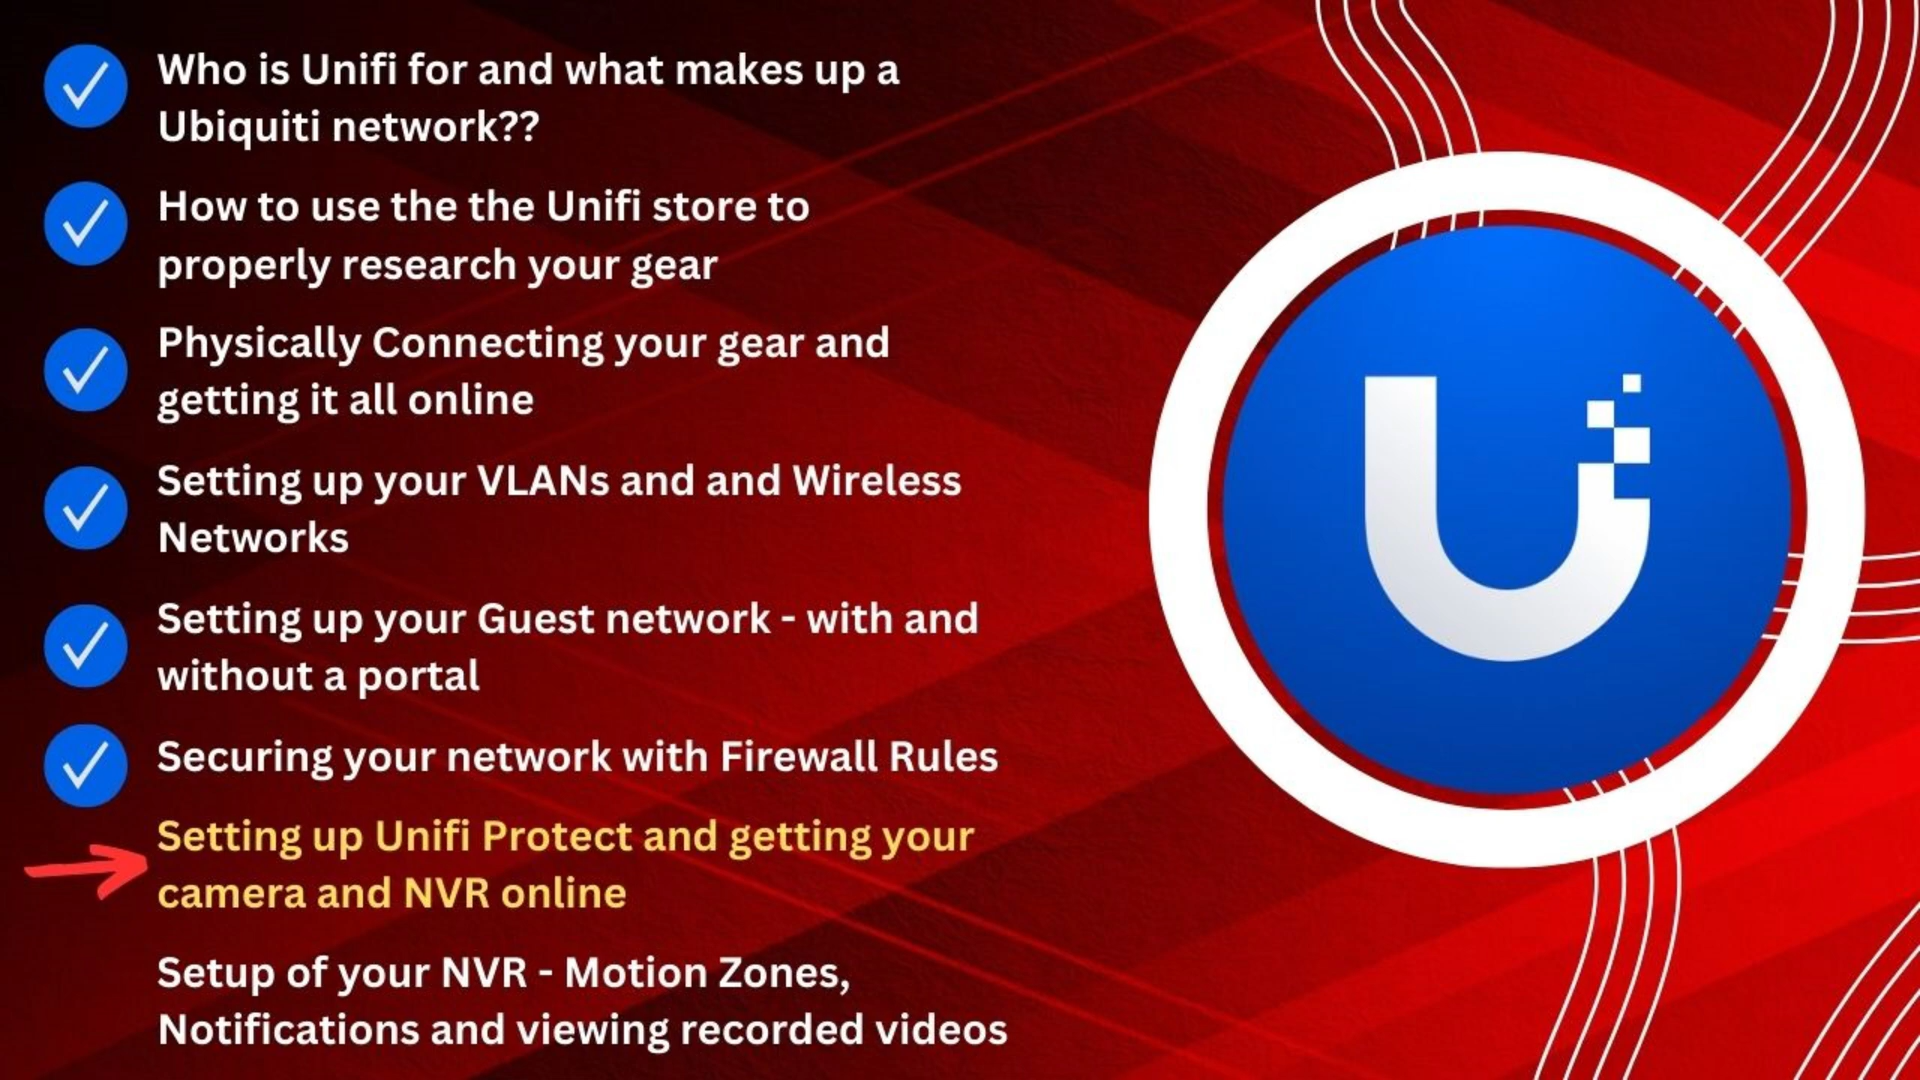 Who is Unifi for and what makes up a
Ubiquiti network??
How to use the the Unifi store to
properly research your gear
Physically Connecting your gear and
getting it all online
Setting up your VLANs and and Wireless
Networks
Setting up your Guest network - with and
without a portal
Securing your network with Firewall Rules
Setting up Unifi Protect and getting your
camera and NVR online
Setup of your NVR - Motion Zones,
Notifications and viewing recorded videos